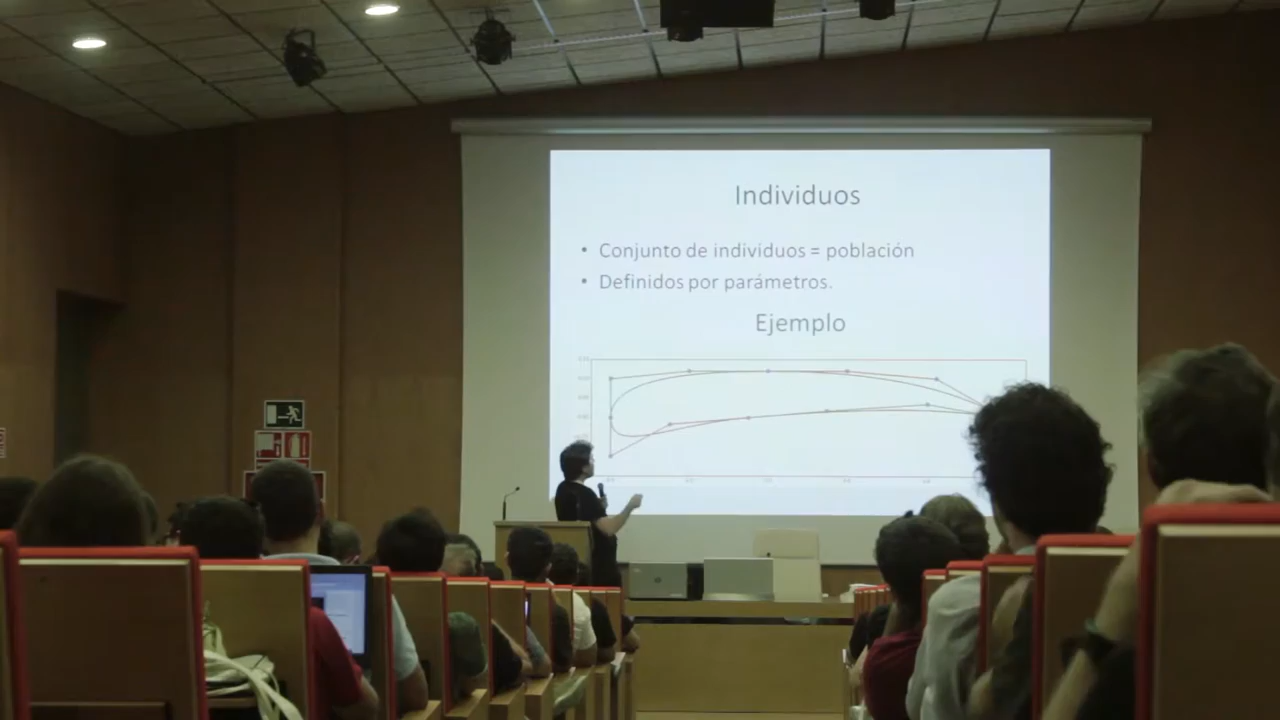 Individuos
• Conjunto de individuos = población
• Definidos por parámetros.
Ejemplo